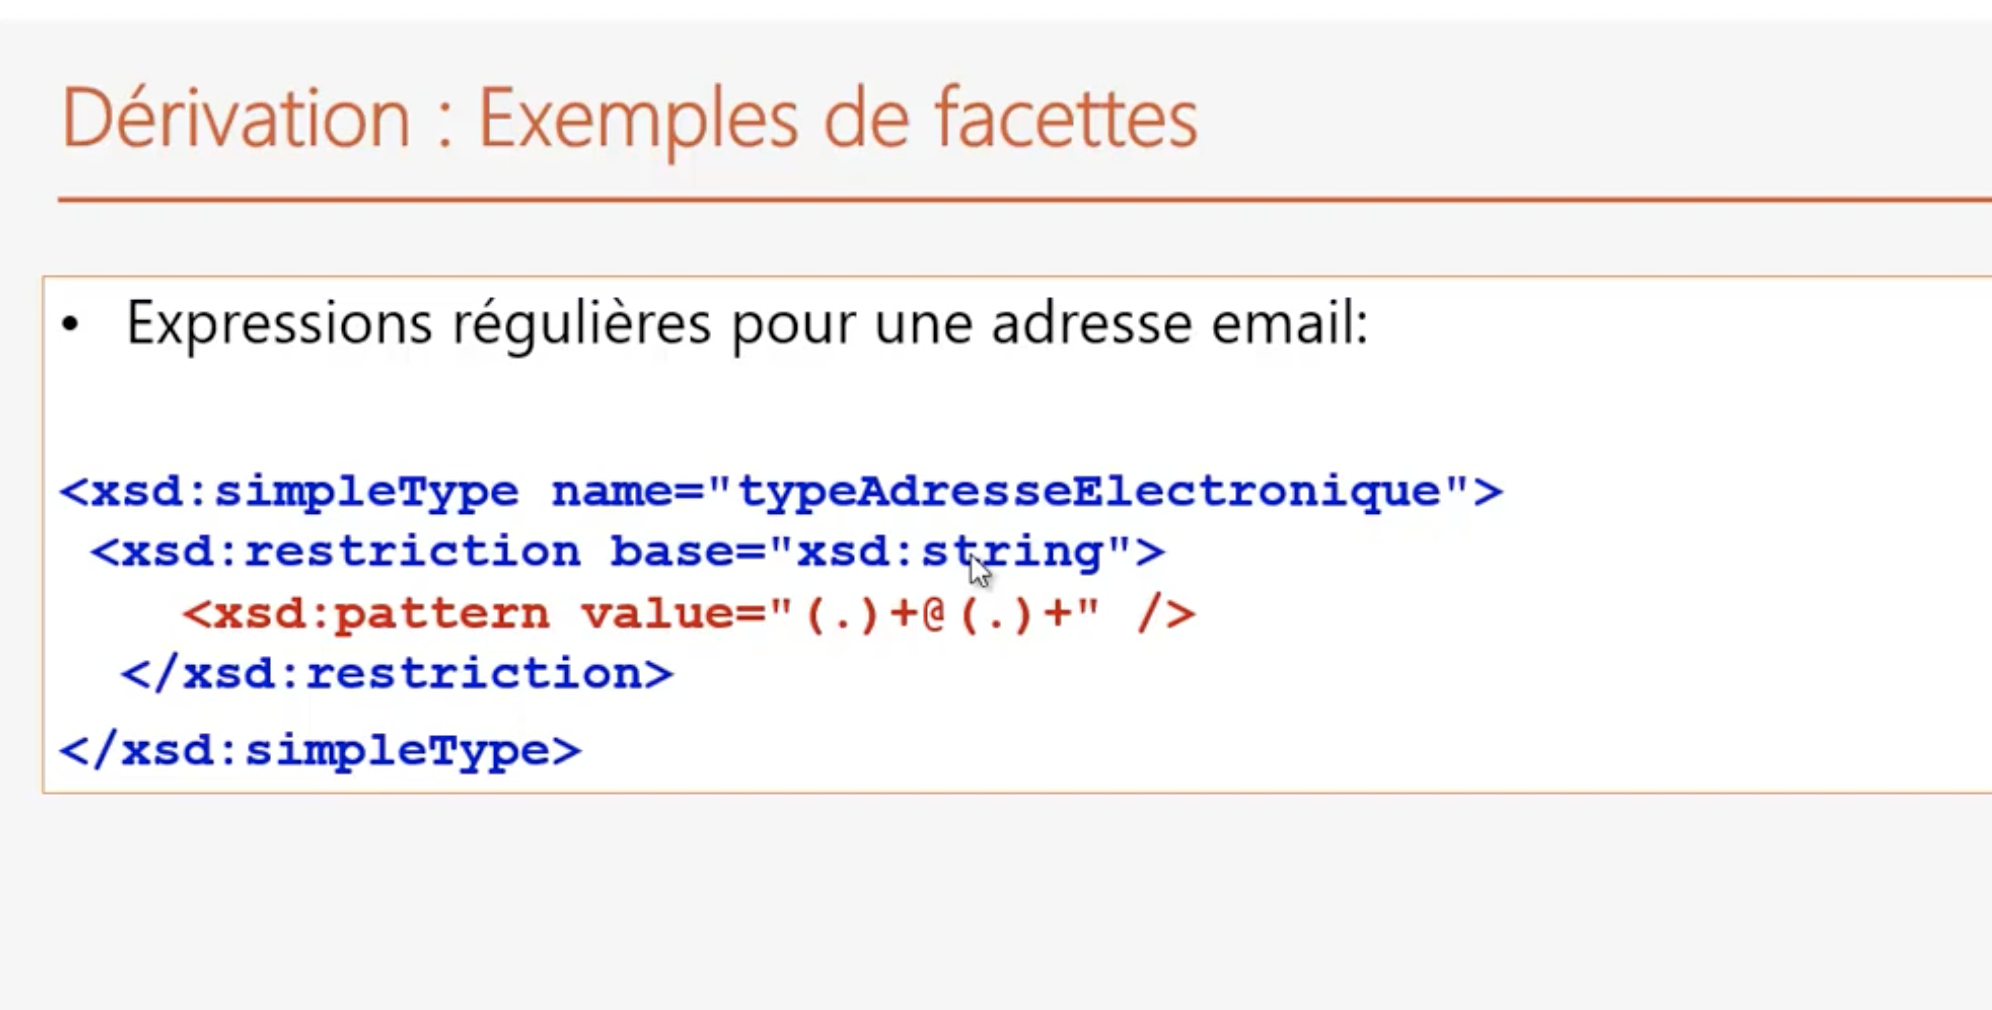 Dérivation : Exemples de facettes
• Expressions régulières pour une adresse email:
<xsd:simpleType name="typeAdresseElectronique">
<xsd:restriction base="xsd:string">
<xsd:pattern value="(.)+@(.)+" />
</xsd:restriction>
</xsd:simpleType>